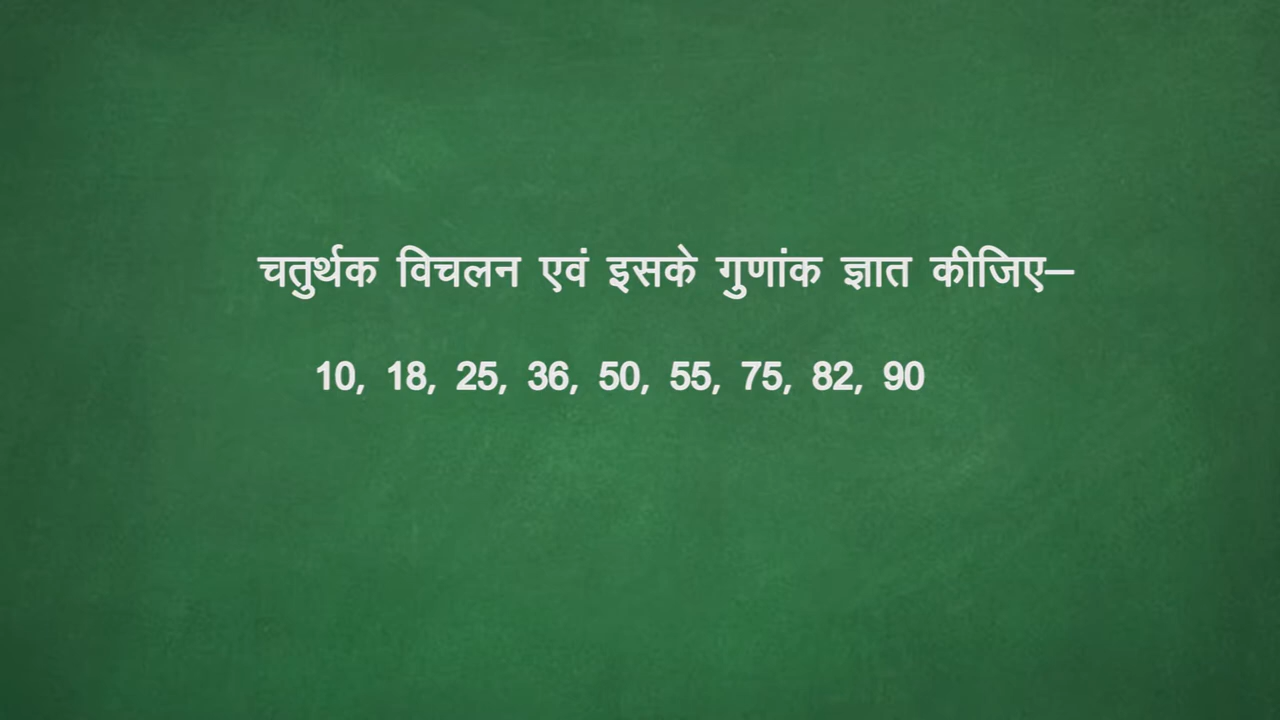 चतुर्थक विचलन एवं इसके गुणांक ज्ञात कीजिए–
10, 18, 25, 36, 50, 55, 75, 82, 90